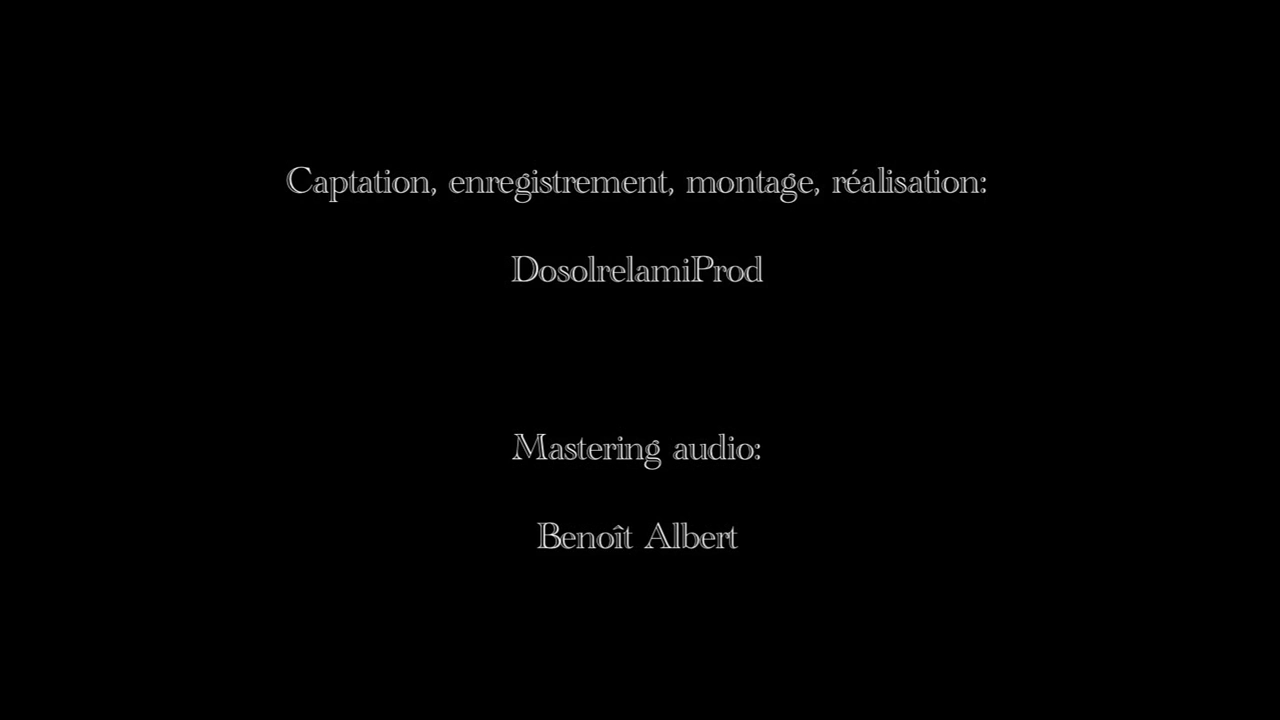 Captation, enregistrement, montage, réalisation:
DosolrelamiProd
Mastering audio:
Benoît Albert